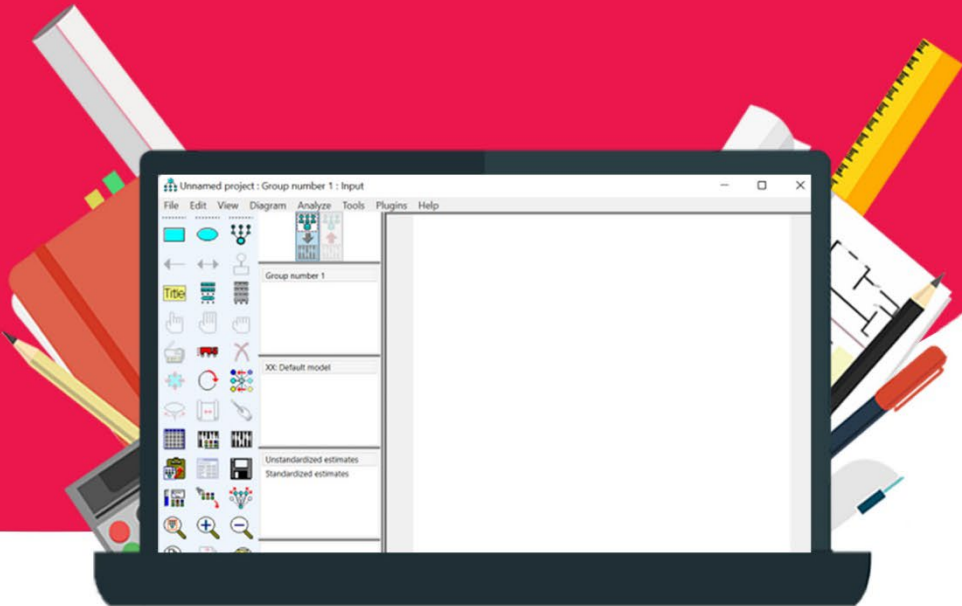 Unnamed project : Group number 1 : Input
File Edit View Diagram Analyze Tools Plugins Help
Title
Group number 1
XX: Default model
Unstandardized estimates
Standardized estimates